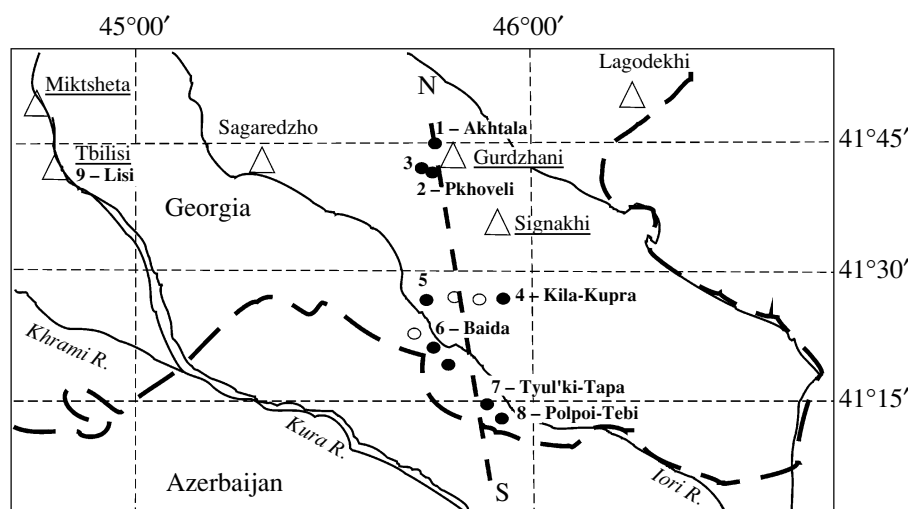 45°00′ 46°00′
Lagodekhi
Miktsheta
N
1 – Akhtala
41°45′
Sagaredzho
Tbilisi
9 – Lisi
3
Gurdzhani
2 – Pkhoveli
Georgia
Signakhi
41°30′
5
4 – Kila-Kupra
6 – Baida
Khrami R.
7 – Tyul'ki-Tapa
41°15′
8 – Polpoi-Tebi
Kura R.
Azerbaijan
S
Iori R.